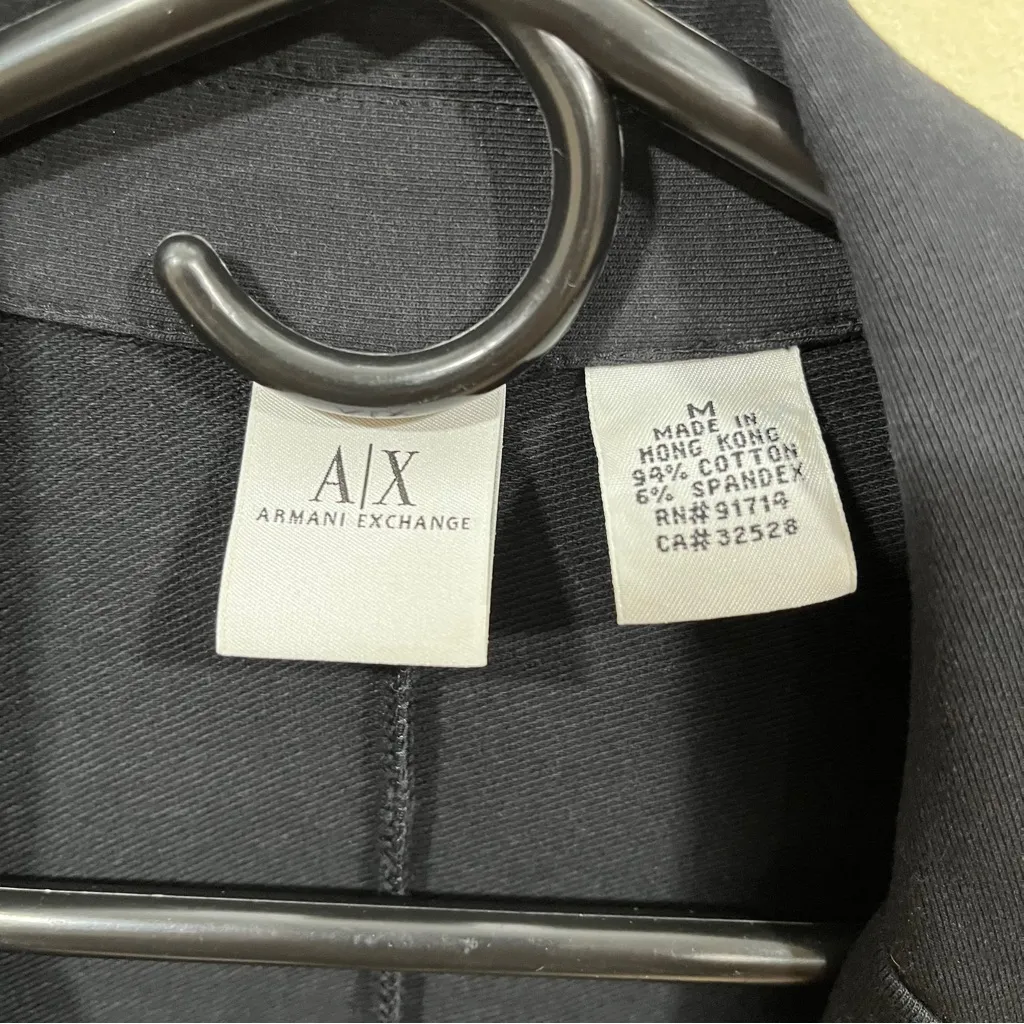 A|X
ARMANI EXCHANGE
M
MADE IN
HONG KONG
94% COTTON
6% SPANDEX
RN#91714
CA#32528